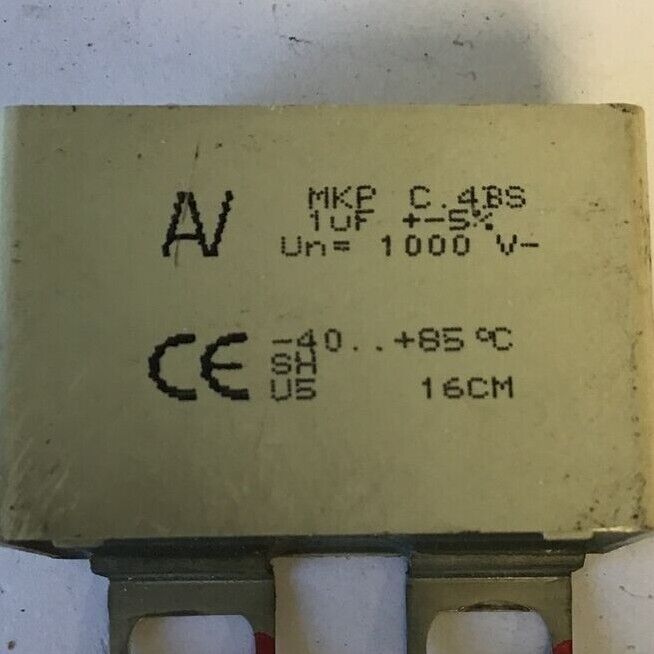 AV
MKP C.4BS
1uF +-5%
Un= 1000 V-
CE
-40..+85°C
SH
U5 16CM